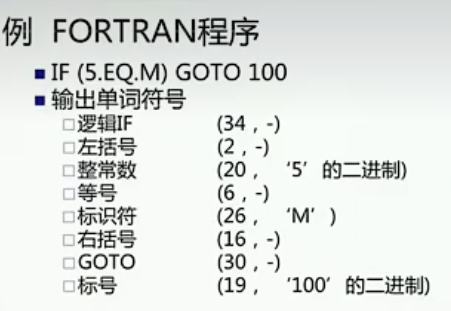 例 FORTRAN程序
IF (5.EQ.M) GOTO 100
输出单词符号
逻辑IF (34，-)
左括号 (2，-)
整常数 (20，‘5’的二进制)
等号 (6，-)
标识符 (26，‘M’)
右括号 (16，-)
GOTO (30，-)
标号 (19，‘100’的二进制)